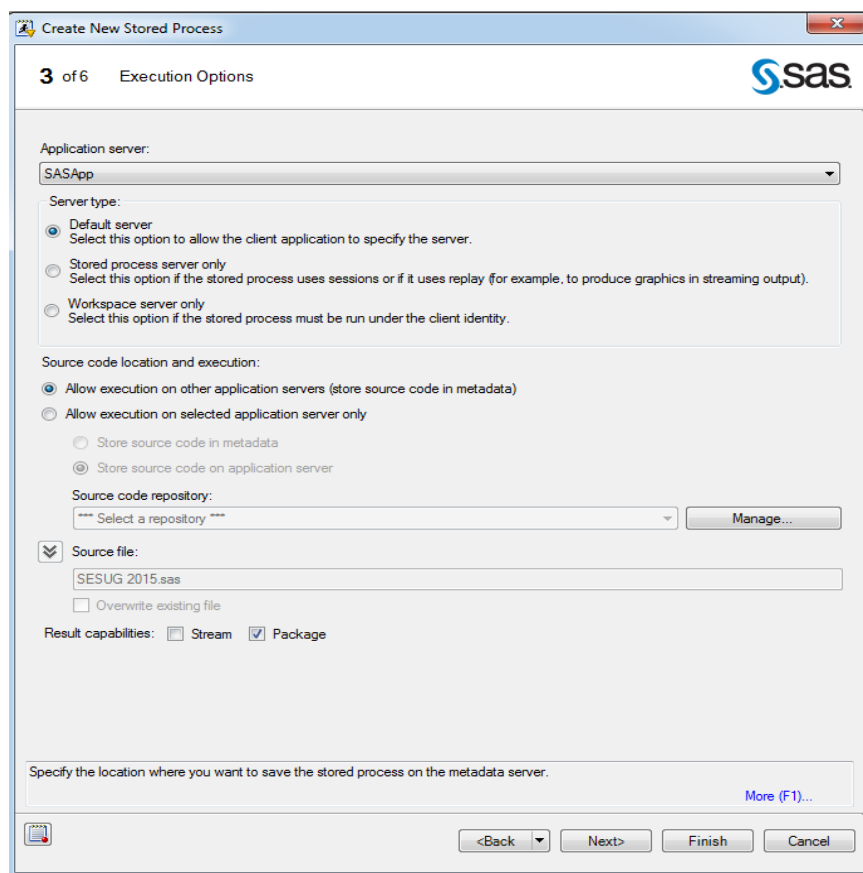 Create New Stored Process
3 of 6 Execution Options
sas
Application server:
SASApp
Server type:
Default server
Select this option to allow the client application to specify the server.
Stored process server only
Select this option if the stored process uses sessions or if it uses replay (for example, to produce graphics in streaming output).
Workspace server only
Select this option if the stored process must be run under the client identity.
Source code location and execution:
Allow execution on other application servers (store source code in metadata)
Allow execution on selected application server only
Store source code in metadata
Store source code on application server
Source code repository:
*** Select a repository ***
Manage...
Source file:
SESUG 2015.sas
Overwrite existing file
Result capabilities: Stream Package
Specify the location where you want to save the stored process on the metadata server.
More (F1)...
<Back Next> Finish Cancel